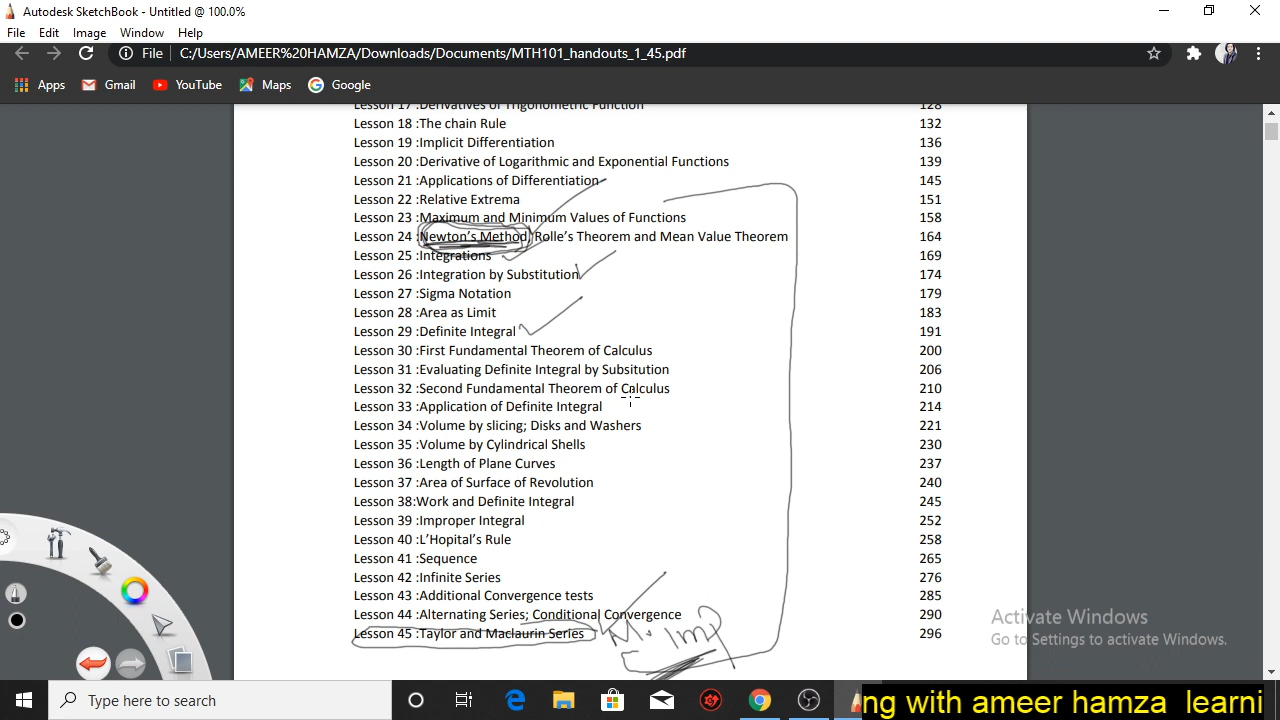 Autodesk SketchBook - Untitled @ 100.0%
File Edit Image Window Help
File C:/Users/AMEER%20HAMZA/Downloads/Documents/MTH101_handouts_1_45.pdf
Apps Gmail YouTube Maps Google
Lesson 17 :Derivatives of Trigonometric Function 128
Lesson 18 :The chain Rule 132
Lesson 19 :Implicit Differentiation 136
Lesson 20 :Derivative of Logarithmic and Exponential Functions 139
Lesson 21 :Applications of Differentiation 145
Lesson 22 :Relative Extrema 151
Lesson 23 :Maximum and Minimum Values of Functions 158
Lesson 24 :Newton's Method, Rolle's Theorem and Mean Value Theorem 164
Lesson 25 :Integrations 169
Lesson 26 :Integration by Substitution 174
Lesson 27 :Sigma Notation 179
Lesson 28 :Area as Limit 183
Lesson 29 :Definite Integral 191
Lesson 30 :First Fundamental Theorem of Calculus 200
Lesson 31 :Evaluating Definite Integral by Subsitution 206
Lesson 32 :Second Fundamental Theorem of Calculus 210
Lesson 33 :Application of Definite Integral 214
Lesson 34 :Volume by slicing; Disks and Washers 221
Lesson 35 :Volume by Cylindrical Shells 230
Lesson 36 :Length of Plane Curves 237
Lesson 37 :Area of Surface of Revolution 240
Lesson 38:Work and Definite Integral 245
Lesson 39 :Improper Integral 252
Lesson 40 :L'Hopital's Rule 258
Lesson 41 :Sequence 265
Lesson 42 :Infinite Series 276
Lesson 43 :Additional Convergence tests 285
Lesson 44 :Alternating Series; Conditional Convergence 290
Lesson 45 :Taylor and Maclaurin Series 296
M. Imp
Activate Windows
Go to Settings to activate Windows.
Type here to search
ng with ameer hamza learni